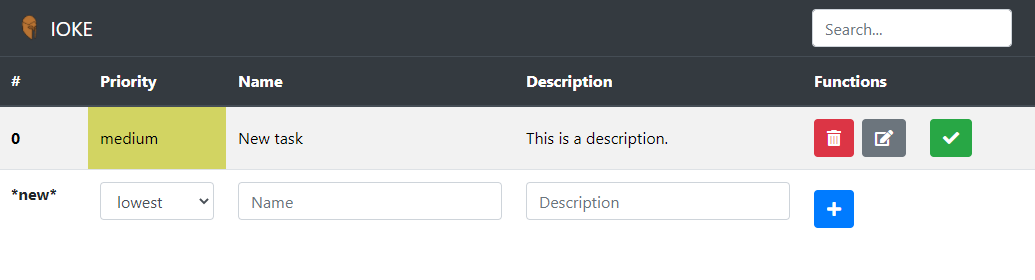 IOKE
Search...
# Priority Name Description Functions
0 medium New task This is a description.
*new* lowest Name Description